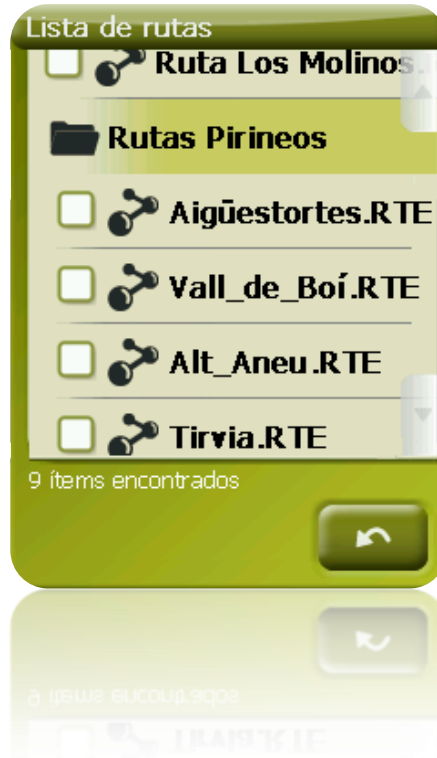 Lista de rutas
Ruta Los Molinos.
Rutas Pirineos
Aigüestortes.RTE
Vall_de_Boí.RTE
Alt_Aneu.RTE
Tirvia.RTE
9 ítems encontrados